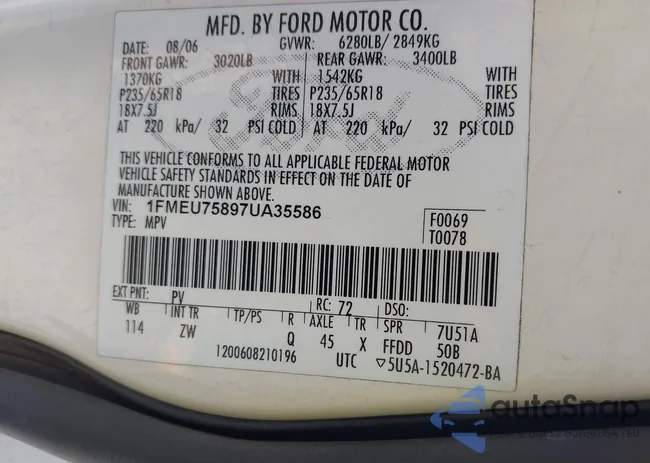 MFD. BY FORD MOTOR CO.
DATE: 08/06 GVWR: 6280LB/ 2849KG
FRONT GAWR: 3020LB REAR GAWR: 3400LB
1370KG WITH 1542KG WITH
P235/65R18 TIRES P235/65R18 TIRES
18X7.5J RIMS 18X7.5J RIMS
AT 220 kPa/ 32 PSI COLD AT 220 kPa/ 32 PSI COLD
Ford
THIS VEHICLE CONFORMS TO ALL APPLICABLE FEDERAL MOTOR
VEHICLE SAFETY STANDARDS IN EFFECT ON THE DATE OF
MANUFACTURE SHOWN ABOVE.
VIN: 1FMEU75897UA35586 F0069
TYPE: MPV T0078
EXT PNT: PV RC: 72 DSO:
WB INT TR TP/PS R AXLE TR SPR 7U51A
114 ZW Q 45 X FFDD 50B
1200608210196 UTC ▽5U5A-1520472-BA
autoSnap